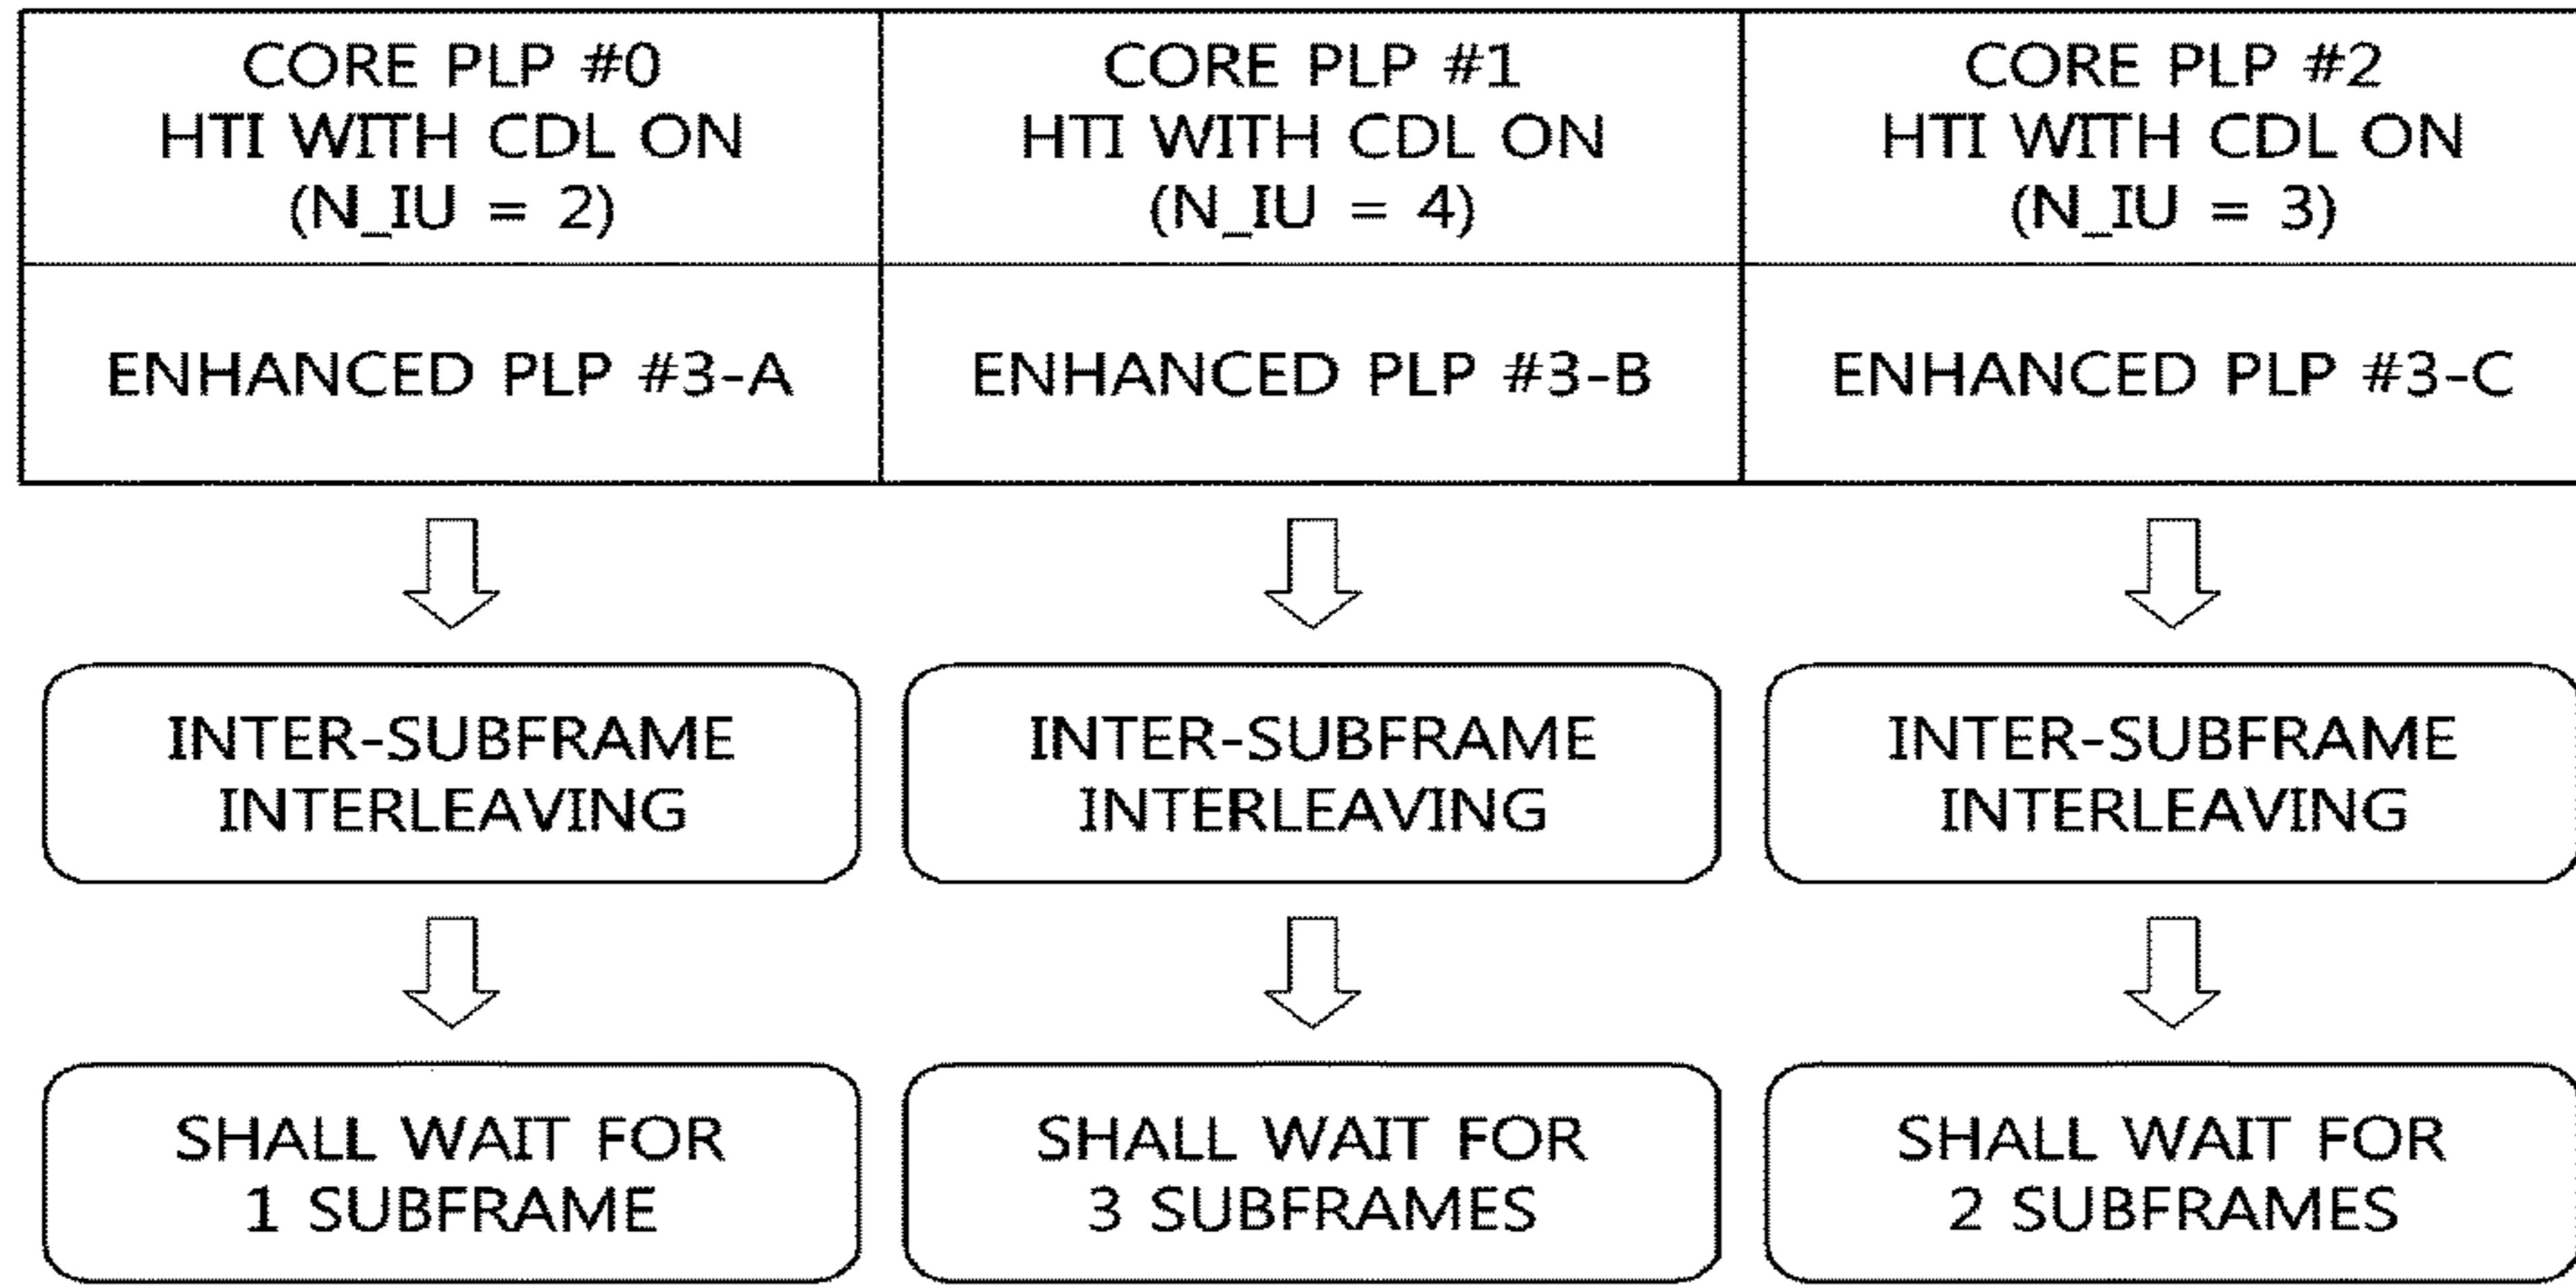 CORE PLP #0
HTI WITH CDL ON
(N_IU = 2)
CORE PLP #1
HTI WITH CDL ON
(N_IU = 4)
CORE PLP #2
HTI WITH CDL ON
(N_IU = 3)
ENHANCED PLP #3-A
ENHANCED PLP #3-B
ENHANCED PLP #3-C
INTER-SUBFRAME
INTERLEAVING
INTER-SUBFRAME
INTERLEAVING
INTER-SUBFRAME
INTERLEAVING
SHALL WAIT FOR
1 SUBFRAME
SHALL WAIT FOR
3 SUBFRAMES
SHALL WAIT FOR
2 SUBFRAMES